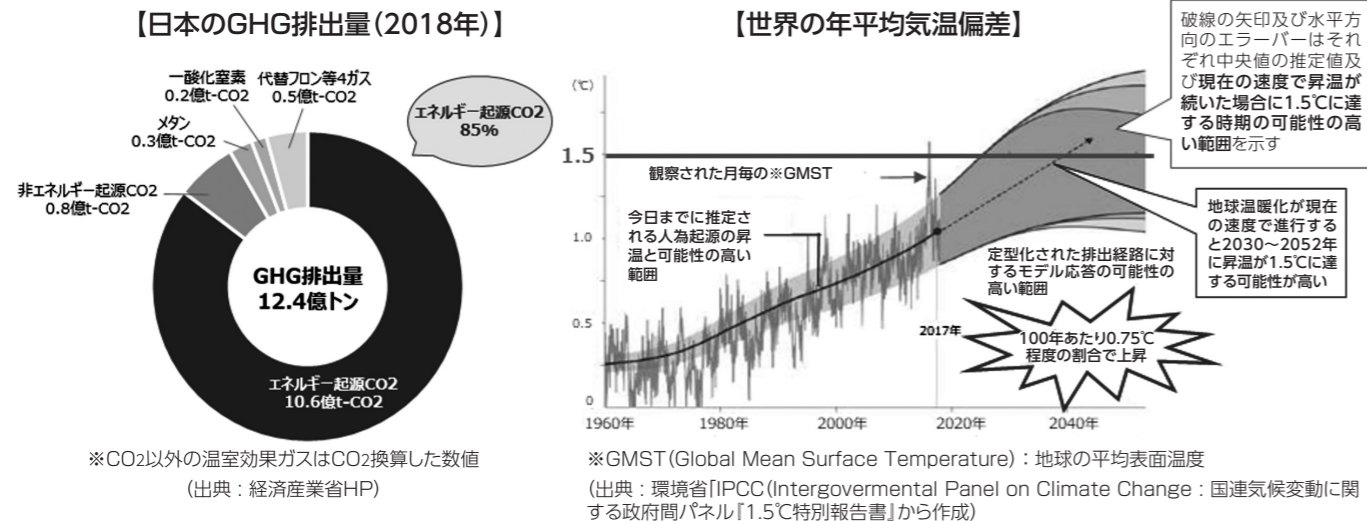 【日本のGHG排出量(2018年)】
一酸化窒素
0.2億t-CO2
代替フロン等4ガス
0.5億t-CO2
メタン
0.3億t-CO2
非エネルギー起源CO2
0.8億t-CO2
エネルギー起源CO2
85%
GHG排出量
12.4億トン
エネルギー起源CO2
10.6億t-CO2
※CO2以外の温室効果ガスはCO2換算した数値
(出典：経済産業省HP)
【世界の年平均気温偏差】
(℃)
1.5
1.0
0.5
0
1960年
1980年
2000年
2020年
2040年
観察された月毎の※GMST
今日までに推定さ
れる人為起源の昇
温と可能性の高い
範囲
2017年
定型化された排出経路に対
するモデル応答の可能性の
高い範囲
100年あたり0.75℃
程度の割合で上昇
破線の矢印及び水平方
向のエラーバーはそれ
ぞれ中央値の推定値及
び現在の速度で昇温が
続いた場合に1.5℃に達
する時期の可能性の高
い範囲を示す
地球温暖化が現在
の速度で進行する
と2030～2052年
に昇温が1.5℃に達
する可能性が高い
※GMST(Global Mean Surface Temperature)：地球の平均表面温度
(出典：環境省「IPCC(Intergovermental Panel on Climate Change：国連気候変動に関
する政府間パネル『1.5℃特別報告書』から作成)